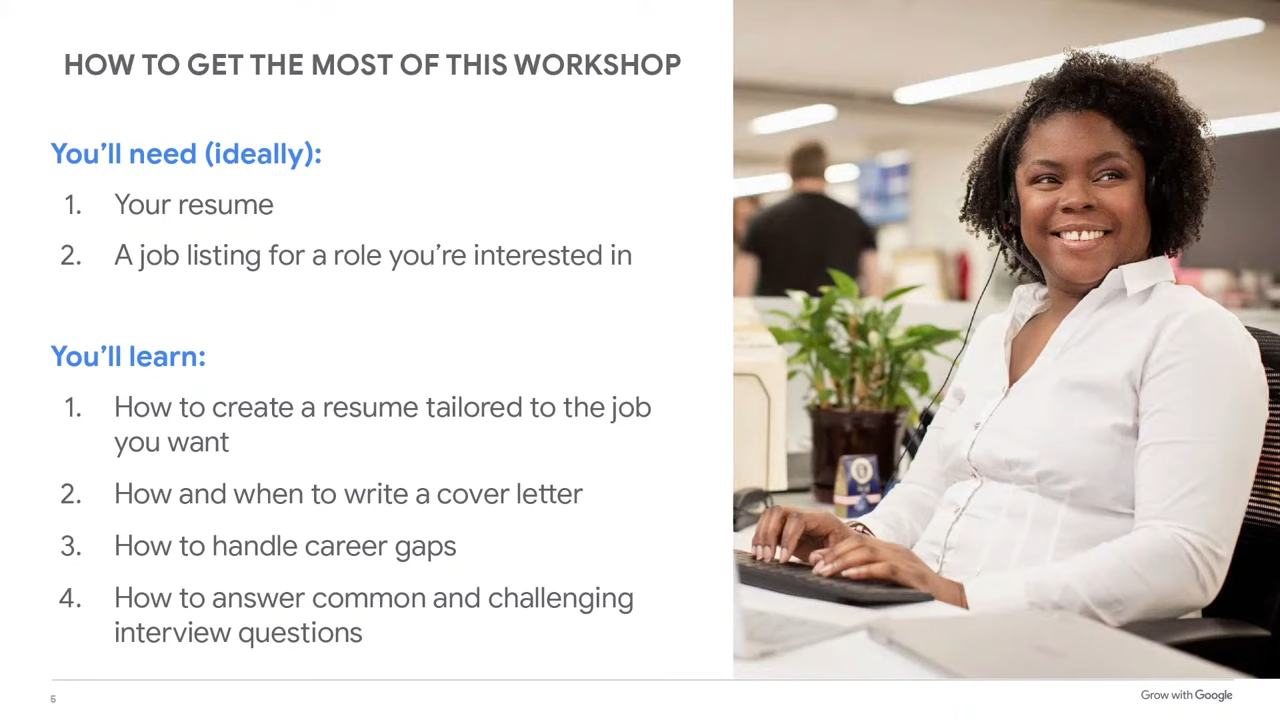 HOW TO GET THE MOST OF THIS WORKSHOP
You'll need (ideally):
1. Your resume
2. A job listing for a role you're interested in
You'll learn:
1. How to create a resume tailored to the job
you want
2. How and when to write a cover letter
3. How to handle career gaps
4. How to answer common and challenging
interview questions
6
Grow with Google